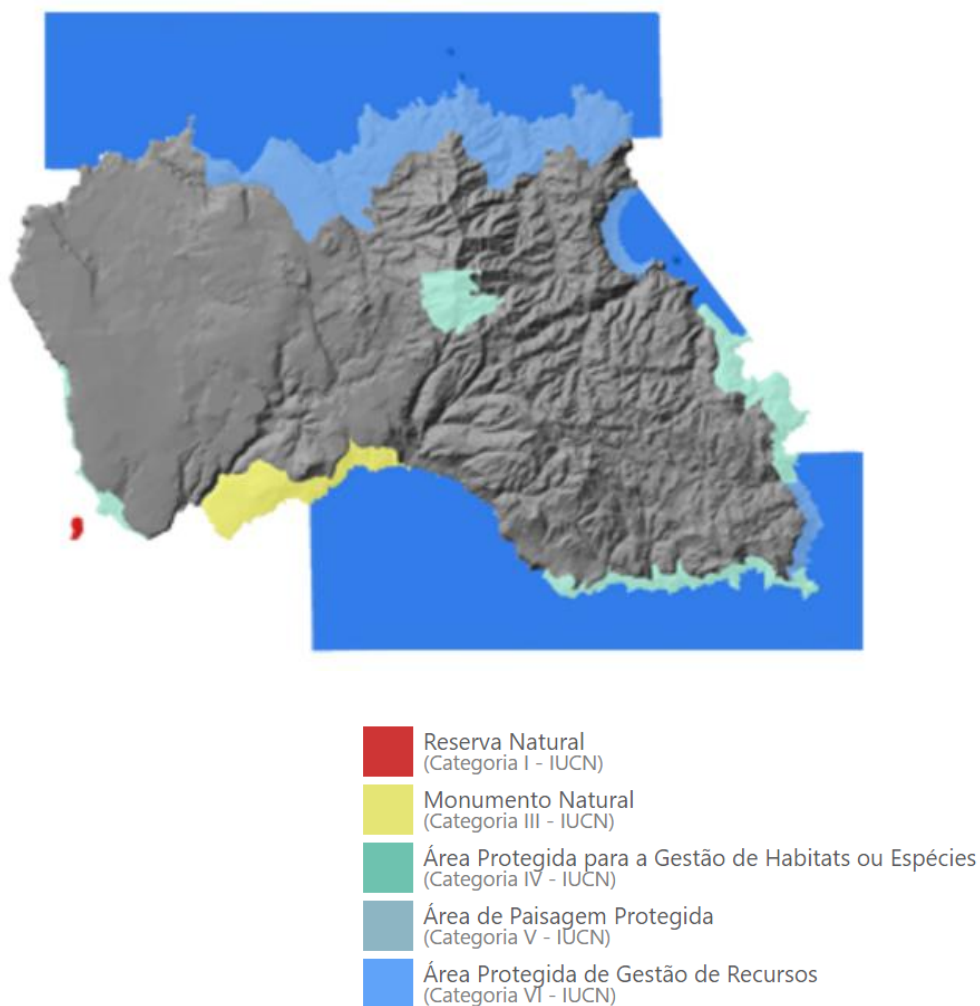 Reserva Natural
(Categoria I - IUCN)
Monumento Natural
(Categoria III - IUCN)
Área Protegida para a Gestão de Habitats ou Espécies
(Categoria IV - IUCN)
Área de Paisagem Protegida
(Categoria V - IUCN)
Área Protegida de Gestão de Recursos
(Categoria VI - IUCN)